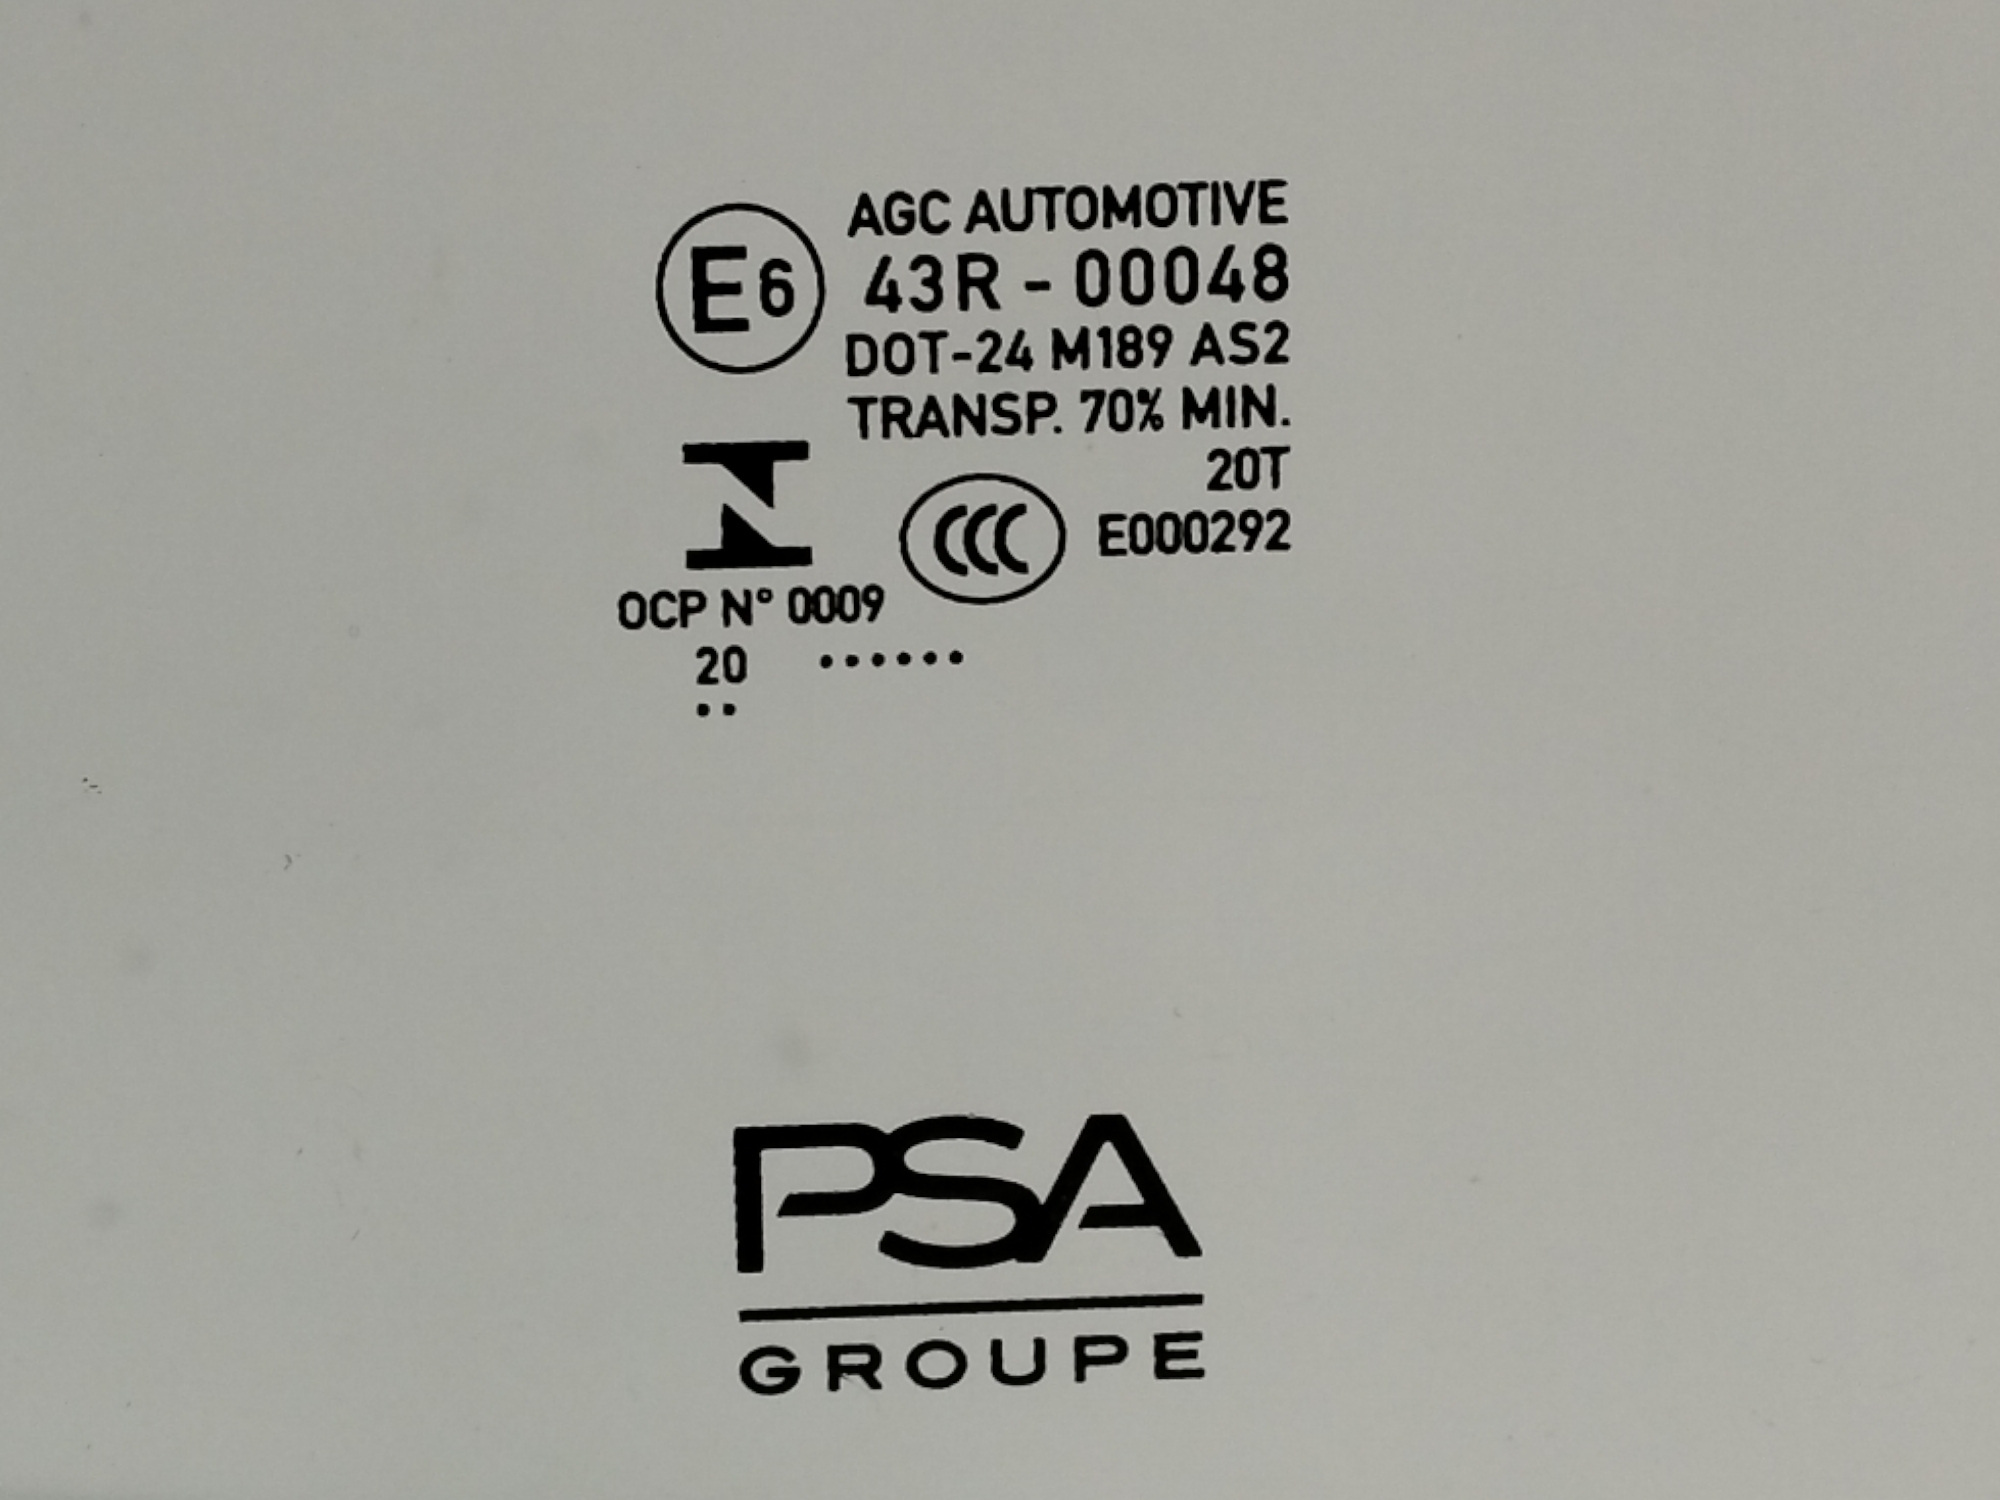 AGC AUTOMOTIVE
E6
43R - 00048
DOT-24 M189 AS2
TRANSP. 70% MIN.
20T
CCC
E000292
OCP N° 0009
20 ......
..
PSA
GROUPE